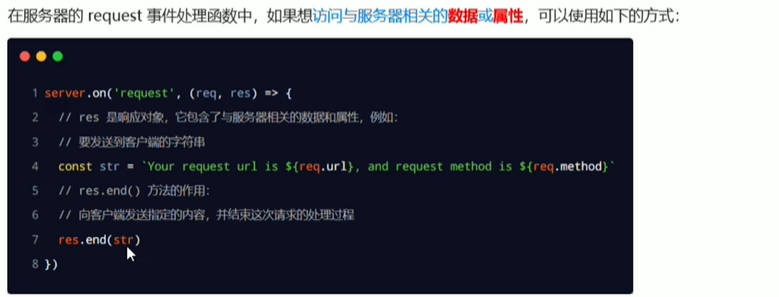 在服务器的 request 事件处理函数中，如果想访问与服务器相关的数据或属性，可以使用如下的方式：
1 server.on('request', (req, res) => {
2 // res 是响应对象，它包含了与服务器相关的数据和属性，例如：
3 // 要发送到客户端的字符串
4 const str = `Your request url is ${req.url}, and request method is ${req.method}`
5 // res.end() 方法的作用：
6 // 向客户端发送指定的内容，并结束这次请求的处理过程
7 res.end(str)
8 })